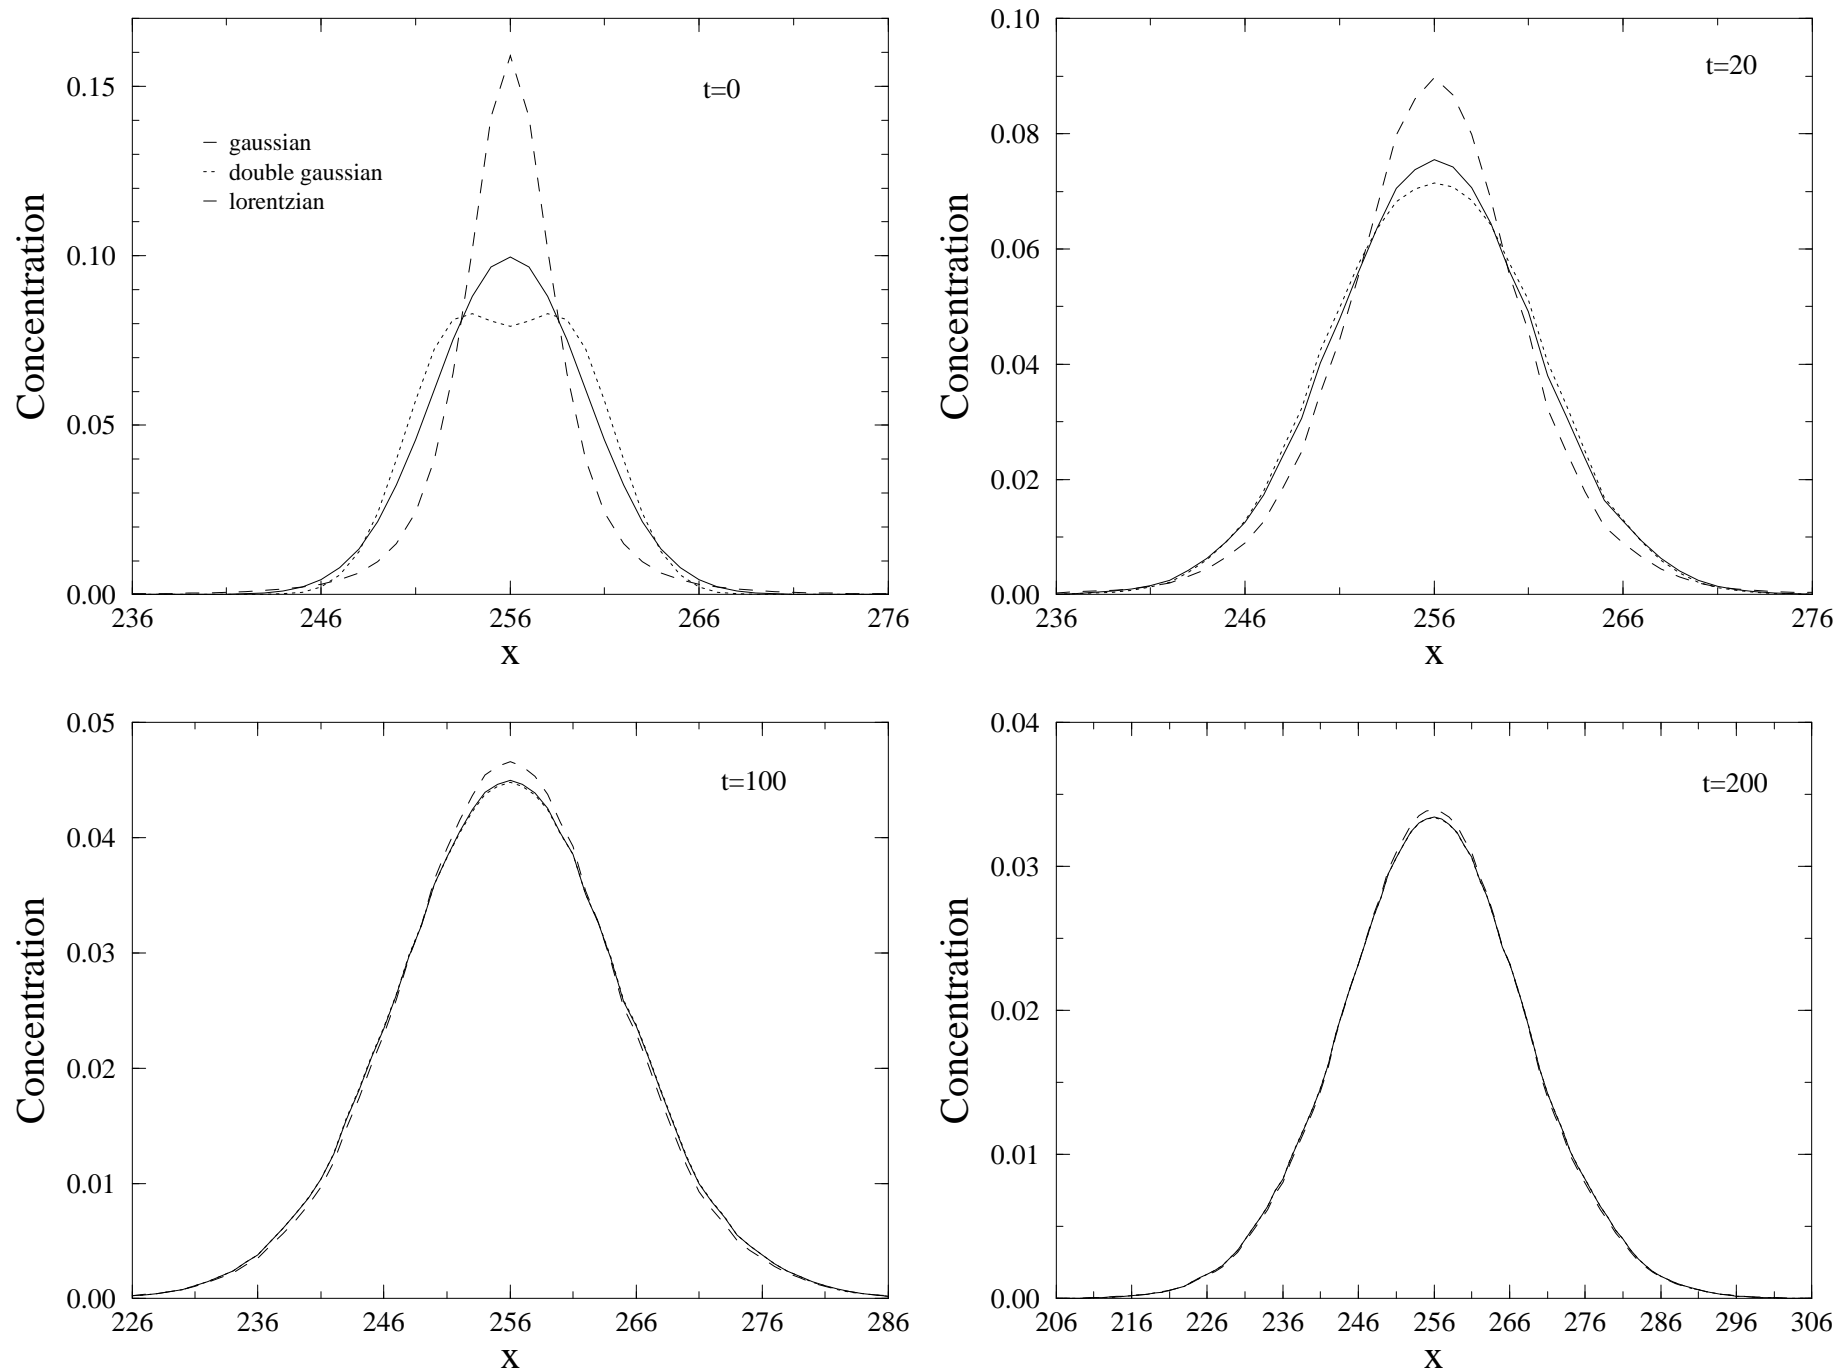 t=0
gaussian
double gaussian
lorentzian
Concentration
0.15
0.10
0.05
0.00
236 246 256 266 276
x
t=20
Concentration
0.10
0.08
0.06
0.04
0.02
0.00
236 246 256 266 276
x
t=100
Concentration
0.05
0.04
0.03
0.02
0.01
0.00
226 236 246 256 266 276 286
x
t=200
Concentration
0.04
0.03
0.02
0.01
0.00
206 216 226 236 246 256 266 276 286 296 306
x